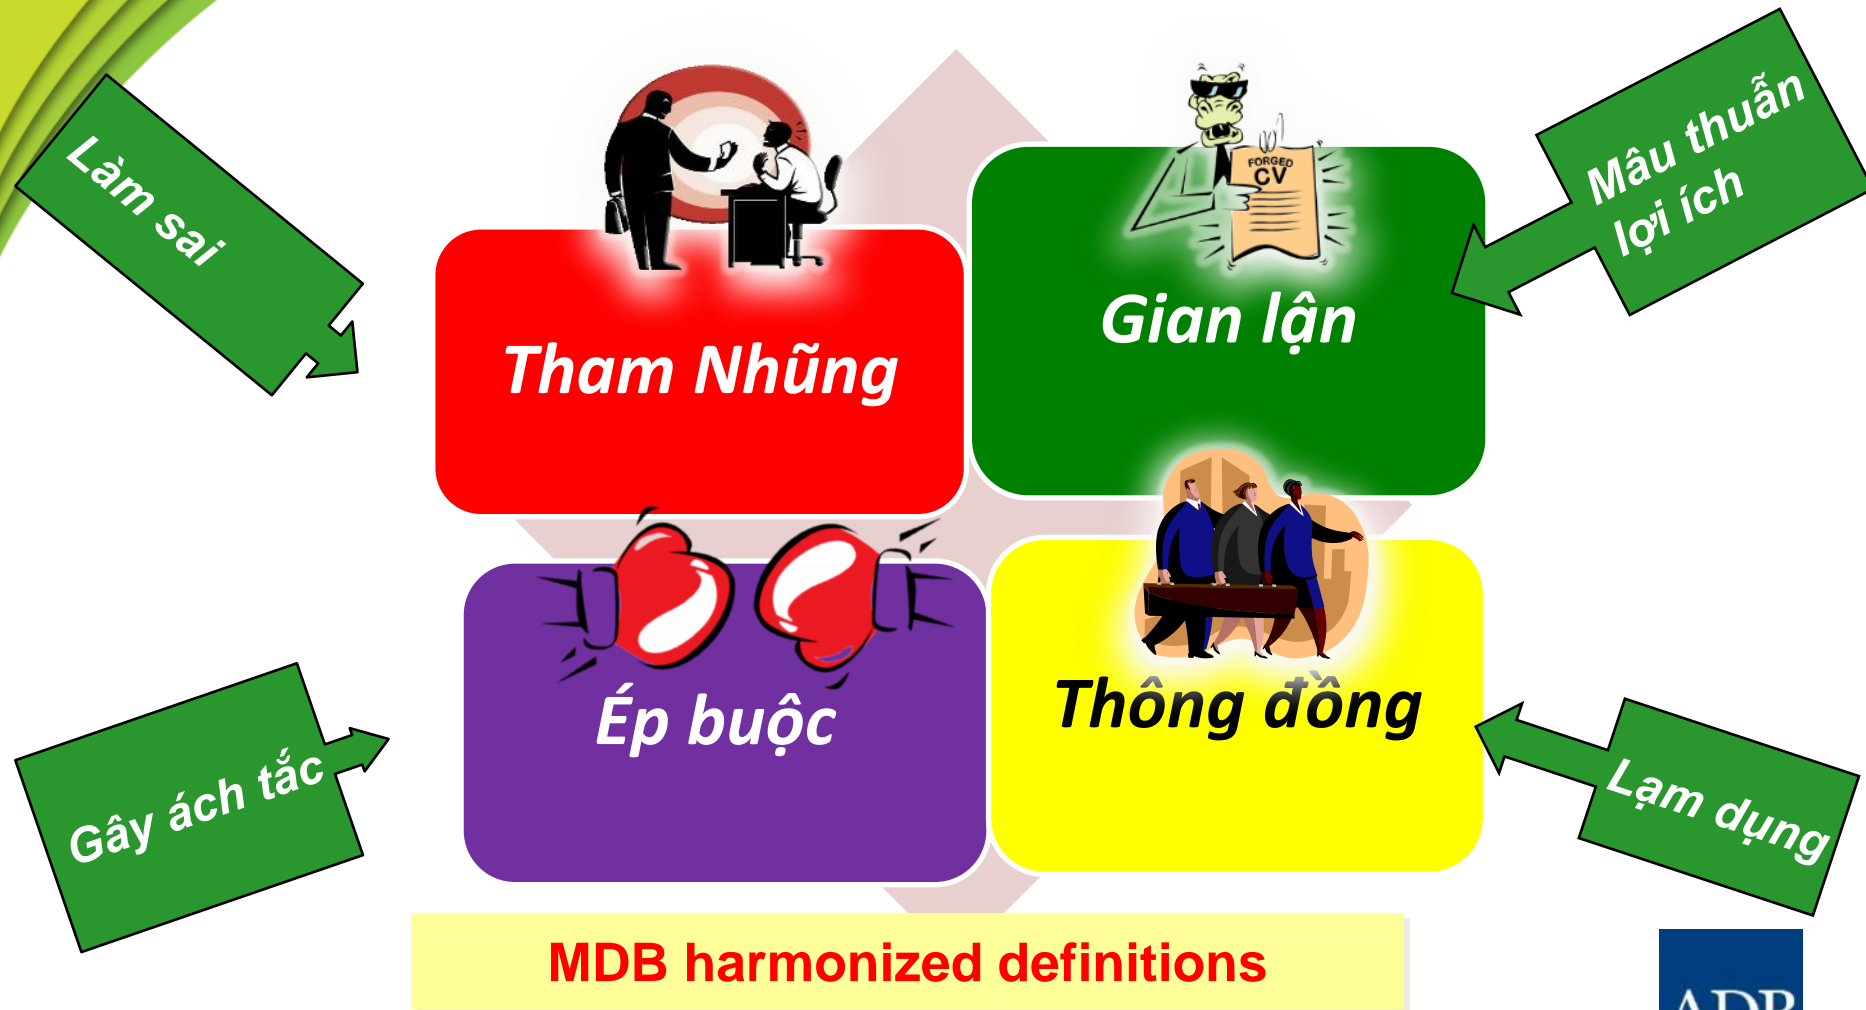 Làm sai
FORGED
CV
Mâu thuẫn
lợi ích
Gian lận
Tham Nhũng
Ép buộc
Thông đồng
Gây ách tắc
Lạm dụng
MDB harmonized definitions
ADB